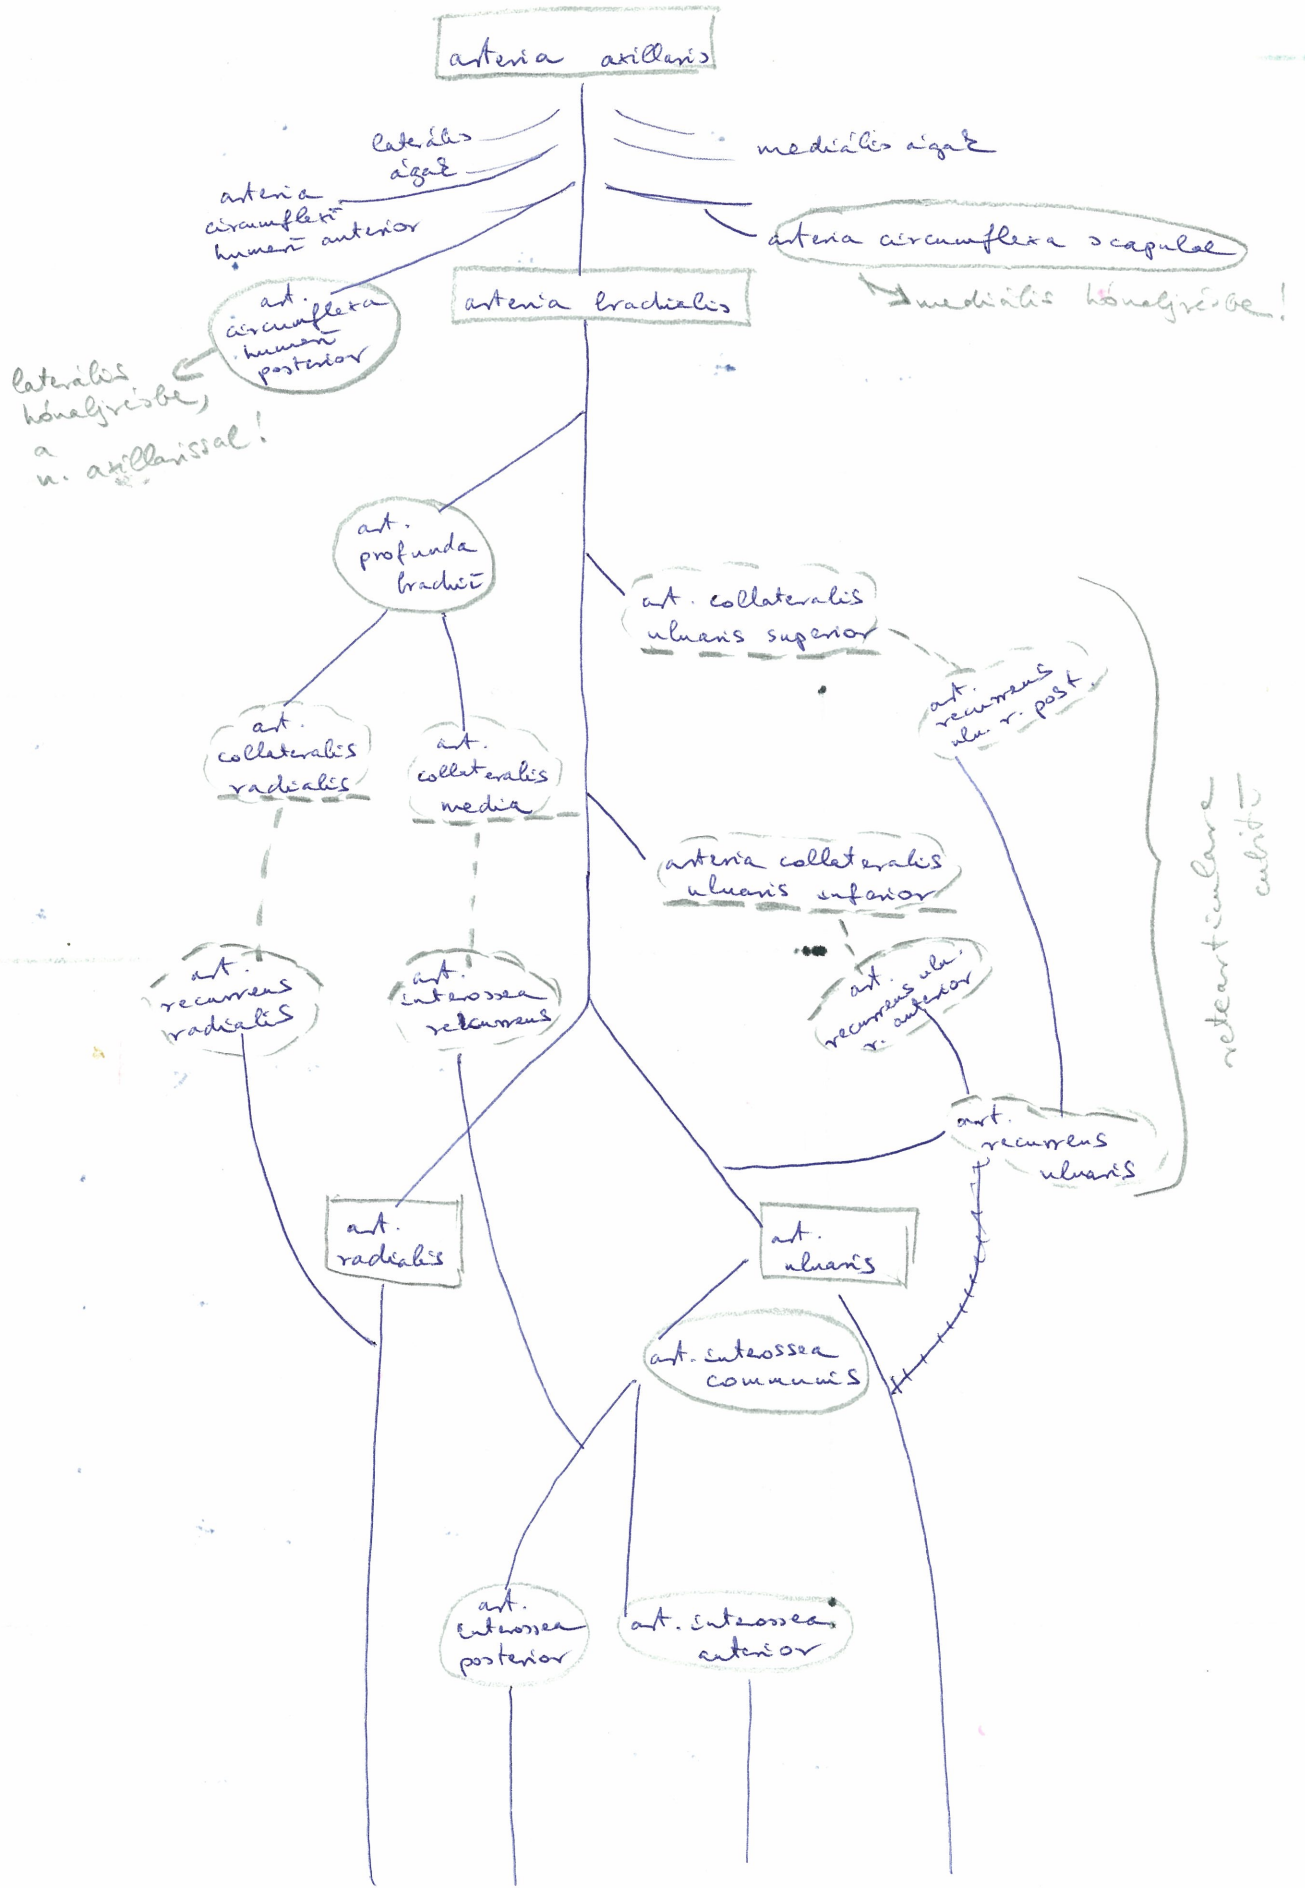 arteria axillaris
laterális
ágak
mediális ágak
arteria
circumflexi
humeri anterior
arteria circumflexa scapulae
mediális hónaljrésbe!
art.
circumflexa
humeri
posterior
arteria brachialis
laterális
hónaljrésbe,
a
n. axillarissal!
art.
profunda
brachii
art. collateralis
ulnaris superior
art.
recurrens
uln. r. post.
art.
collateralis
radialis
art.
collateralis
media
arteria collateralis
ulnaris inferior
rete articulare
cubiti
art.
recurrens
radialis
art.
interossea
recurrens
art.
recurrens uln.
r. anterior
art.
recurrens
ulnaris
art.
radialis
art.
ulnaris
art. interossea
communis
art.
interossea
posterior
art. interossea
anterior